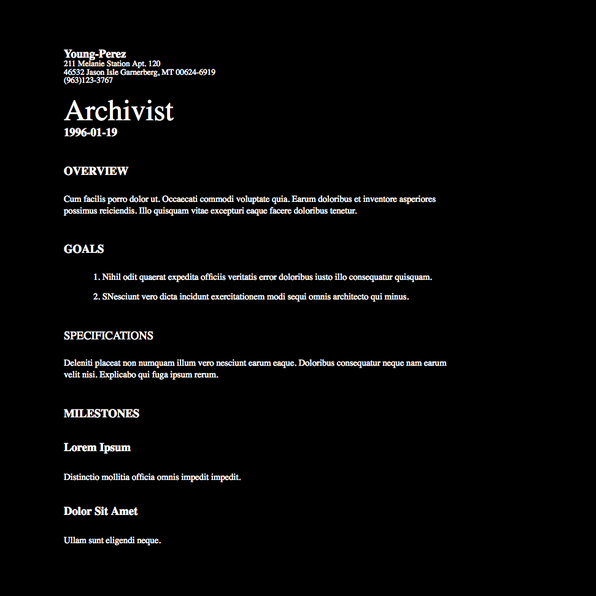 Young-Perez
211 Melanie Station Apt. 120
46532 Jason Isle Garnerberg, MT 00624-6919
(963)123-3767
Archivist
1996-01-19
OVERVIEW
Cum facilis porro dolor ut. Occaecati commodi voluptate quia. Earum doloribus et inventore asperiores
possimus reiciendis. Illo quisquam vitae excepturi eaque facere doloribus tenetur.
GOALS
1. Nihil odit quaerat expedita officiis veritatis error doloribus iusto illo consequatur quisquam.
2. SNesciunt vero dicta incidunt exercitationem modi sequi omnis architecto qui minus.
SPECIFICATIONS
Deleniti placeat non numquam illum vero nesciunt earum eaque. Doloribus consequatur neque nam earum
velit nisi. Explicabo qui fuga ipsum rerum.
MILESTONES
Lorem Ipsum
Distinctio mollitia officia omnis impedit impedit.
Dolor Sit Amet
Ullam sunt eligendi neque.